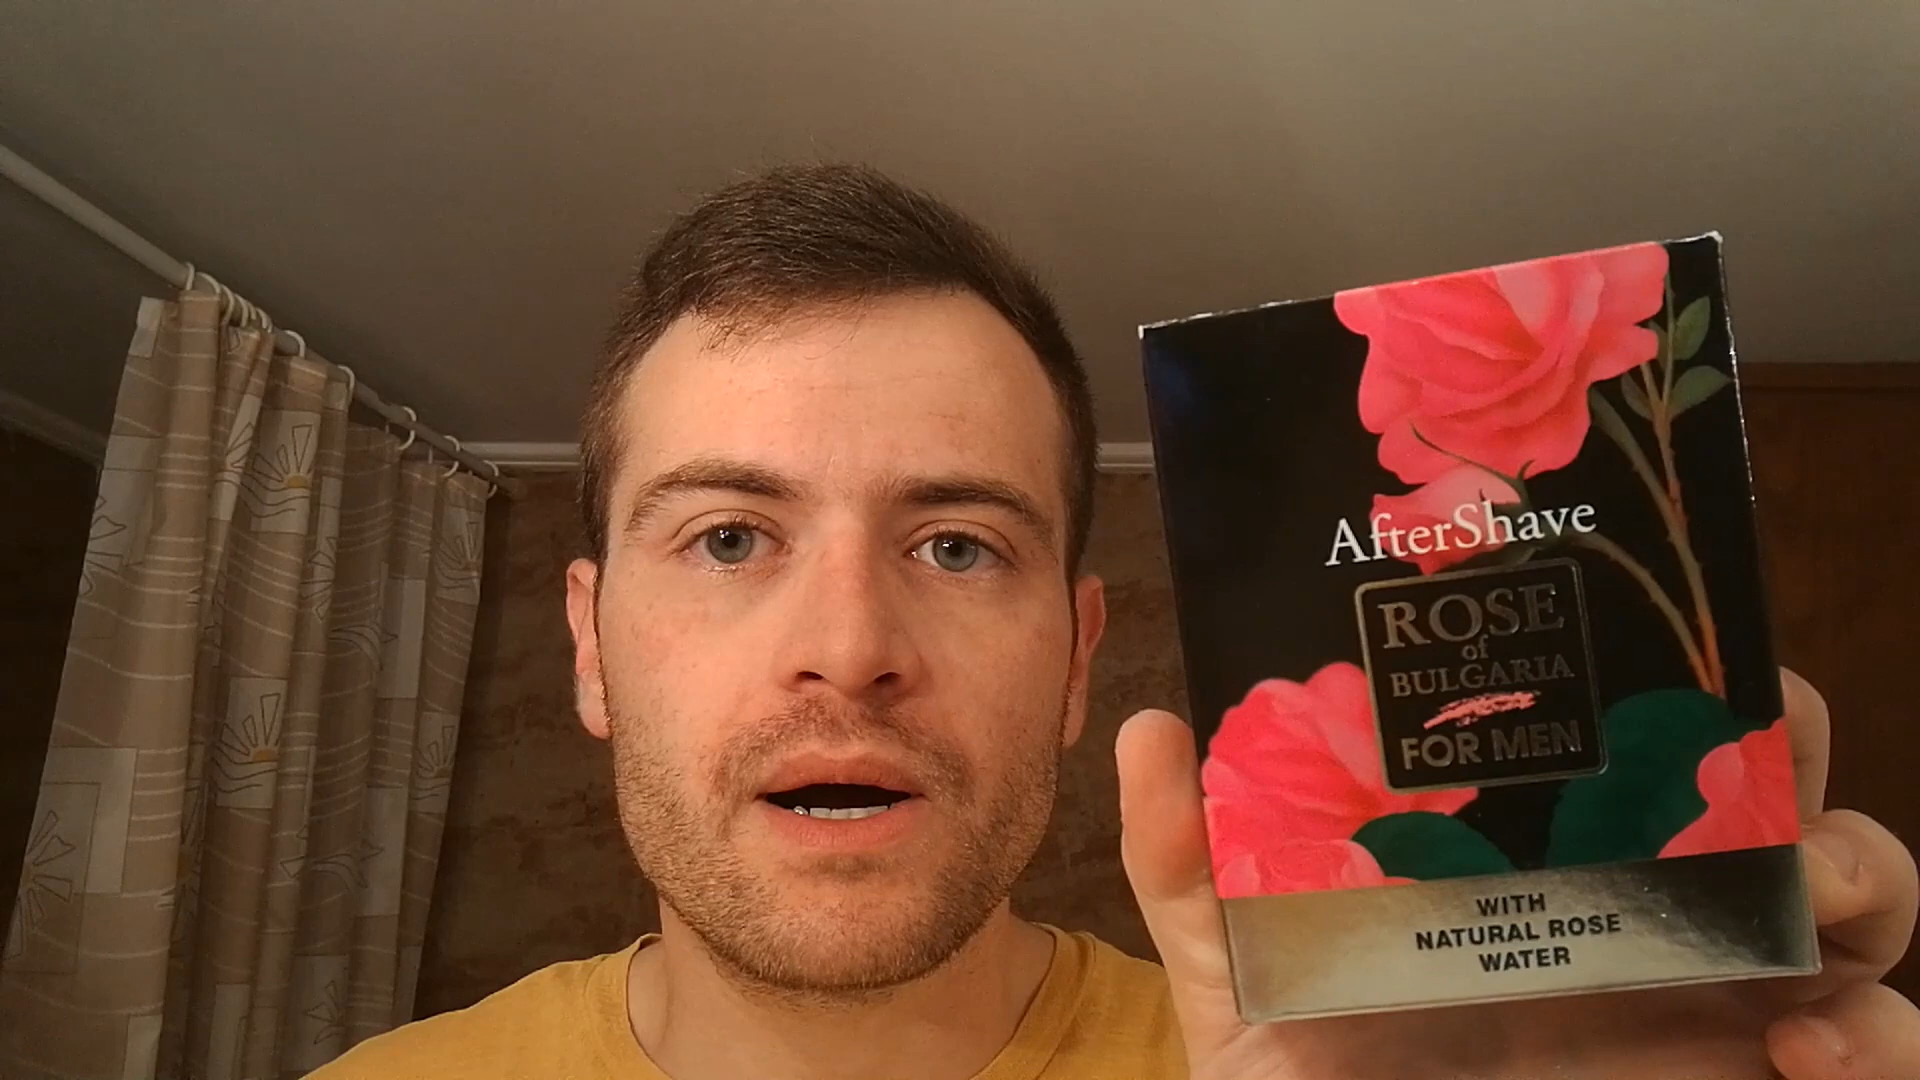 AfterShave
ROSE
of
BULGARIA
FOR MEN
WITH
NATURAL ROSE
WATER